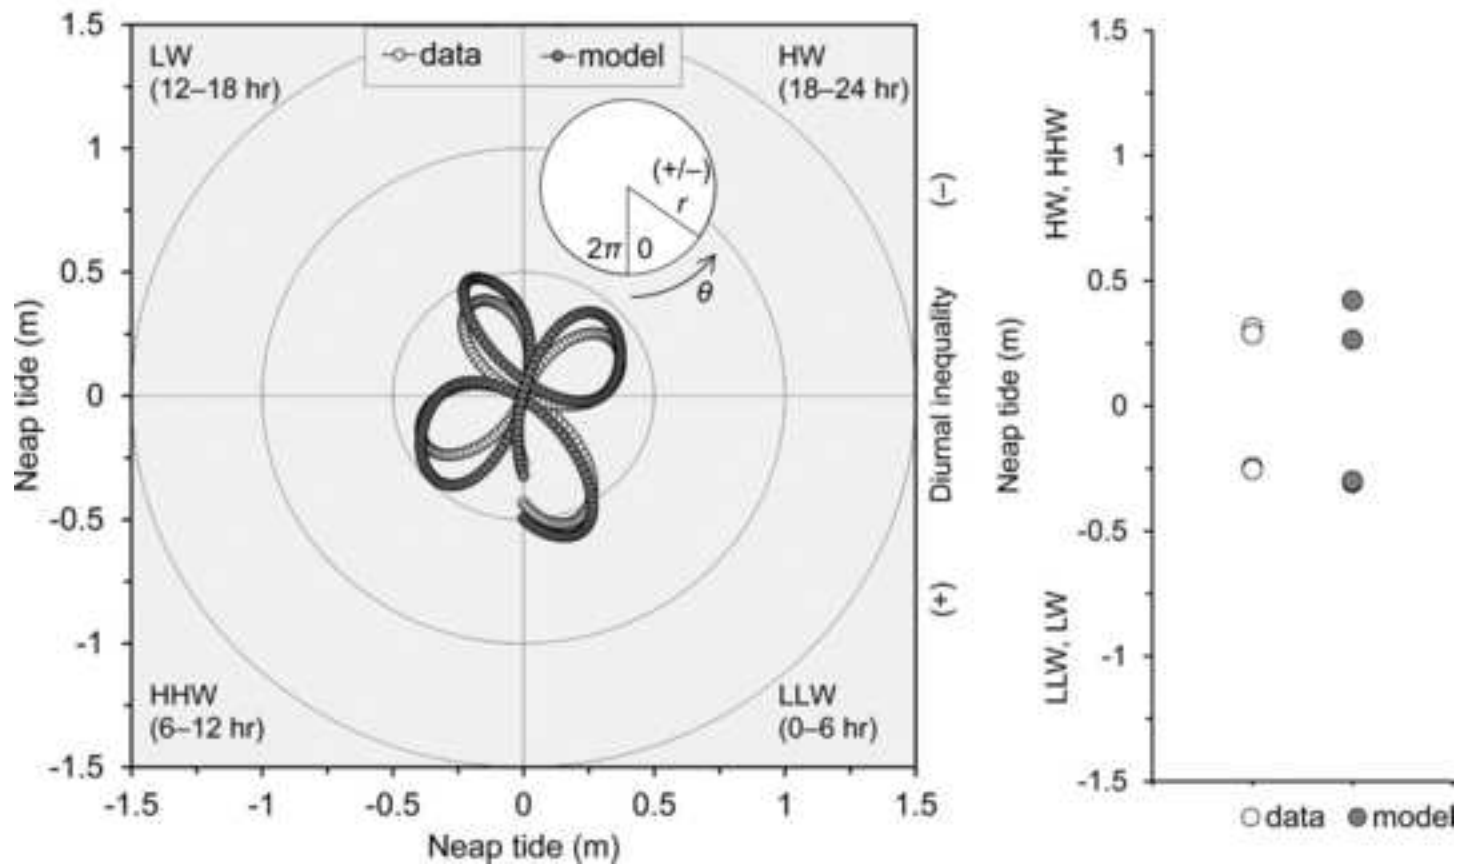 1.5
1
0.5
0
-0.5
-1
-1.5
Neap tide (m)
LW
(12–18 hr)
data
model
HW
(18–24 hr)
(+/–)
r
2π
0
θ
HHW
(6–12 hr)
LLW
(0–6 hr)
-1.5
-1
-0.5
0
0.5
1
1.5
Neap tide (m)
(–)
Diurnal inequality
(+)
HW, HHW
Neap tide (m)
LLW, LW
1.5
1
0.5
0
-0.5
-1
-1.5
data
model